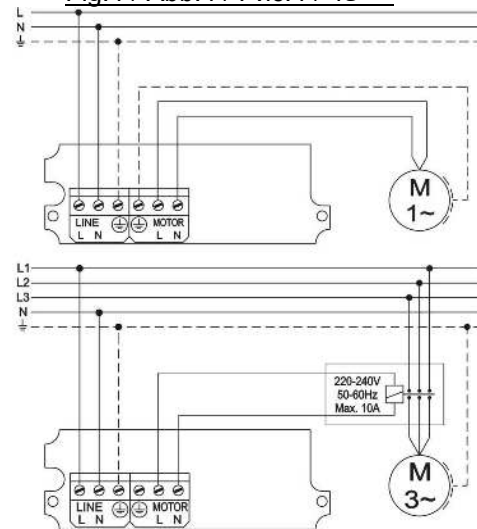 L
N
M
1~
LINE MOTOR
L N L N
L1
L2
L3
N
220-240V
50-60Hz
Max. 10A
M
3~
LINE MOTOR
L N L N